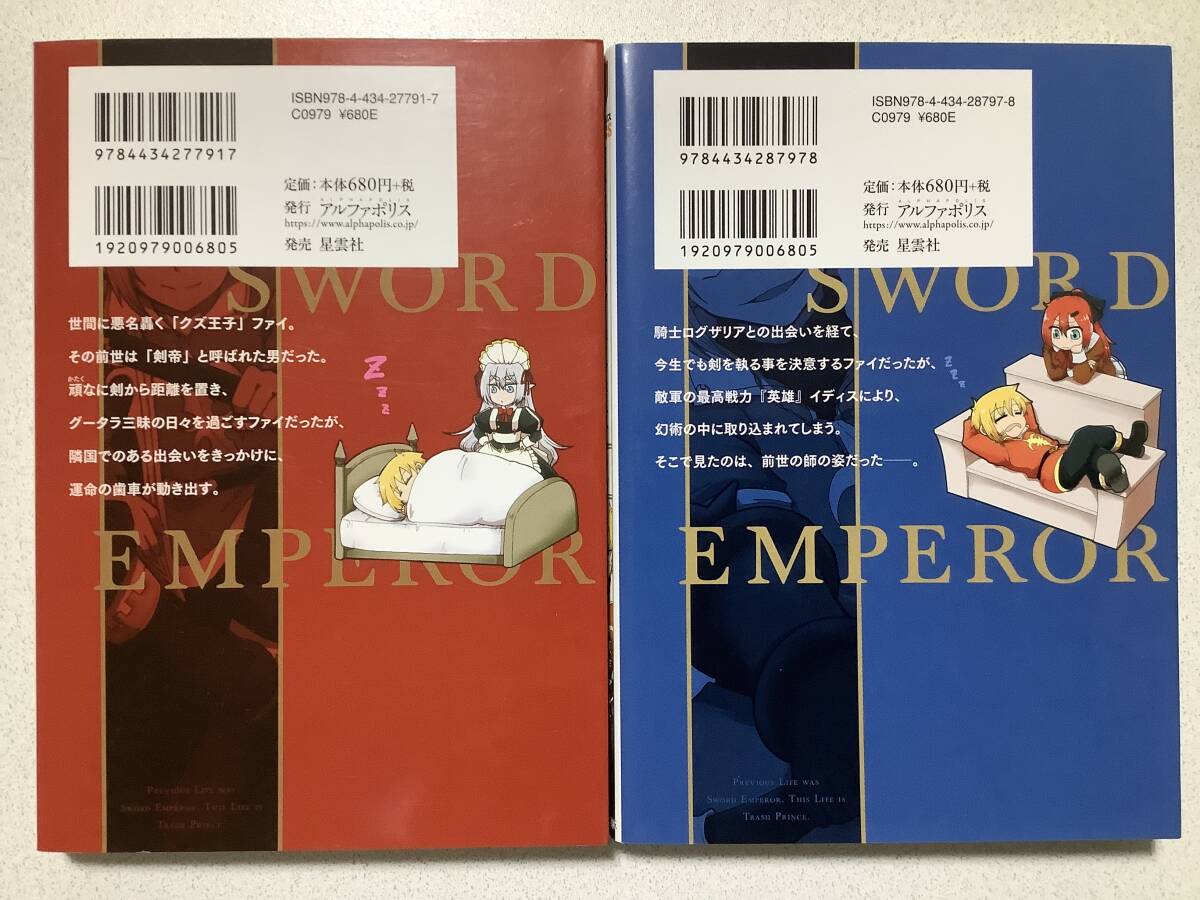 ISBN978-4-434-27791-7
C0979 ¥680E
9784434277917
定価:本体680円+税
発行 アルファポリス
ALPHAPOLIS
https://www.alphapolis.co.jp/
発売 星雲社
1920979006805
SWORD
世間に悪名轟く「クズ王子」ファイ。
その前世は「剣帝」と呼ばれた男だった。
かたく
頑なに剣から距離を置き、
グータラ三昧の日々を過ごすファイだったが、
隣国でのある出会いをきっかけに、
運命の歯車が動き出す。
Zzz
EMPEROR
PREVIOUS LIFE WAS
SWORD EMPEROR. THIS LIFE IS
TRASH PRINCE.
ISBN978-4-434-28797-8
C0979 ¥680E
9784434287978
定価:本体680円+税
発行 アルファポリス
ALPHAPOLIS
https://www.alphapolis.co.jp/
発売 星雲社
1920979006805
SWORD
騎士ログザリアとの出会いを経て、
今生でも剣を執る事を決意するファイだったが、
敵軍の最高戦力『英雄』イディスにより、
幻術の中に取り込まれてしまう。
そこで見たのは、前世の師の姿だった――。
Zzz
EMPEROR
PREVIOUS LIFE WAS
SWORD EMPEROR. THIS LIFE IS
TRASH PRINCE.